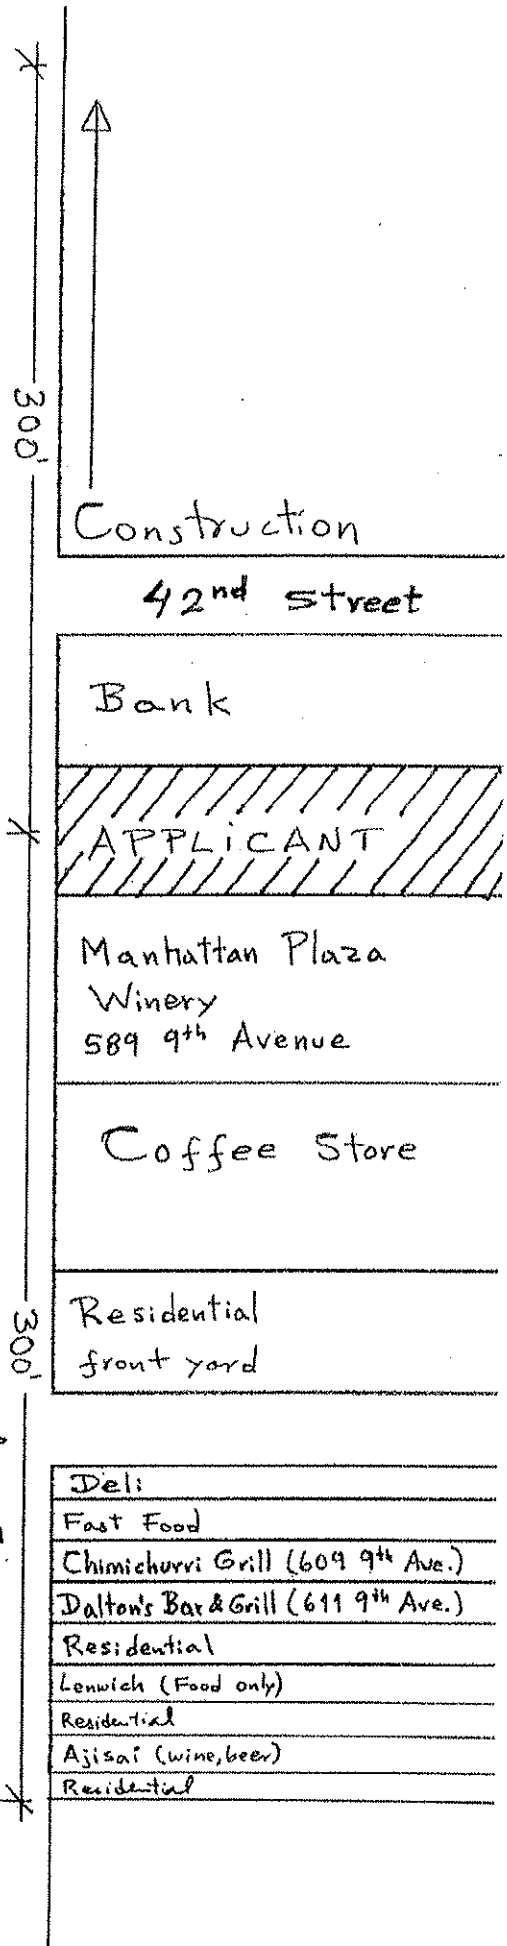 300'
Construction
42nd Street
Bank
APPLiCANT
Manhattan Plaza
Winery
589 9th Avenue
Coffee Store
Residential
front yard
300'
Deli
Fast Food
Chimichurri Grill (609 9th Ave.)
Dalton's Bar & Grill (611 9th Ave.)
Residential
Lenwich (Food only)
Residential
Ajisai (wine, beer)
Residential